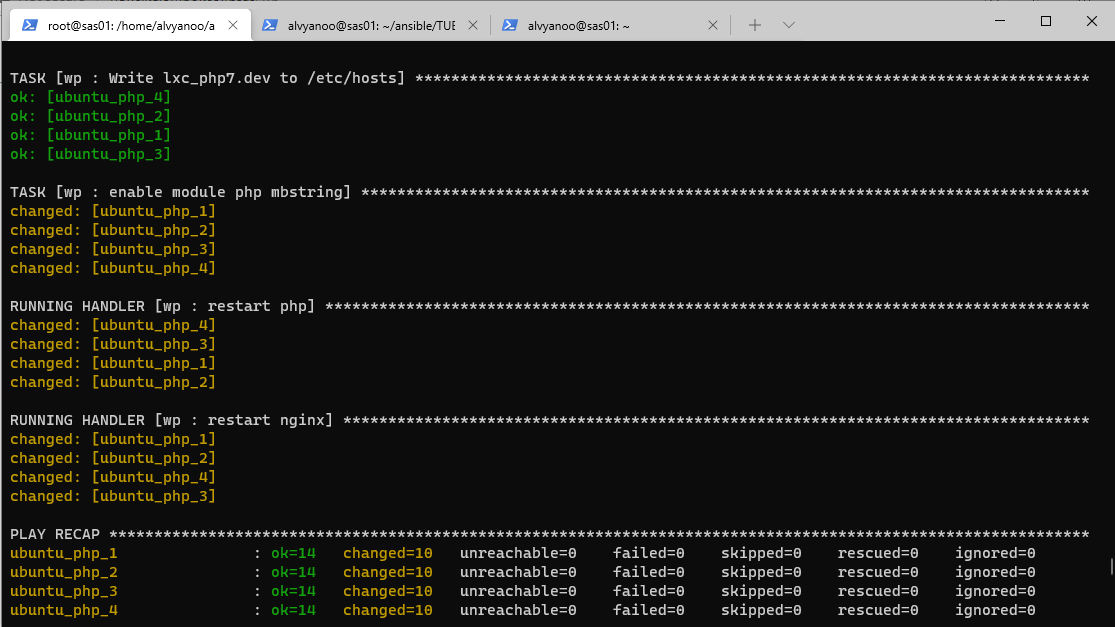 root@sas01: /home/alvyanoo/a
alvyanoo@sas01: ~/ansible/TUE
alvyanoo@sas01: ~
TASK [wp : Write lxc_php7.dev to /etc/hosts] ***************************************************************************
ok: [ubuntu_php_4]
ok: [ubuntu_php_2]
ok: [ubuntu_php_1]
ok: [ubuntu_php_3]
TASK [wp : enable module php mbstring] *********************************************************************************
changed: [ubuntu_php_1]
changed: [ubuntu_php_2]
changed: [ubuntu_php_3]
changed: [ubuntu_php_4]
RUNNING HANDLER [wp : restart php] *************************************************************************************
changed: [ubuntu_php_4]
changed: [ubuntu_php_3]
changed: [ubuntu_php_1]
changed: [ubuntu_php_2]
RUNNING HANDLER [wp : restart nginx] ***********************************************************************************
changed: [ubuntu_php_1]
changed: [ubuntu_php_2]
changed: [ubuntu_php_4]
changed: [ubuntu_php_3]
PLAY RECAP *************************************************************************************************************
ubuntu_php_1               : ok=14   changed=10   unreachable=0    failed=0    skipped=0    rescued=0    ignored=0
ubuntu_php_2               : ok=14   changed=10   unreachable=0    failed=0    skipped=0    rescued=0    ignored=0
ubuntu_php_3               : ok=14   changed=10   unreachable=0    failed=0    skipped=0    rescued=0    ignored=0
ubuntu_php_4               : ok=14   changed=10   unreachable=0    failed=0    skipped=0    rescued=0    ignored=0